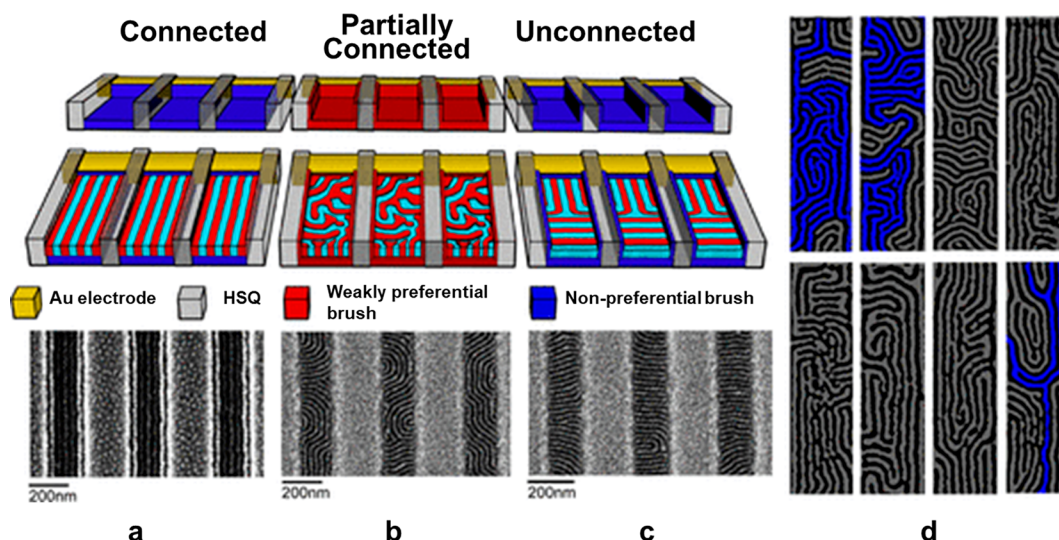 Connected
Partially
Connected
Unconnected
Au electrode
HSQ
Weakly preferential
brush
Non-preferential brush
200nm
200nm
200nm
a
b
c
d